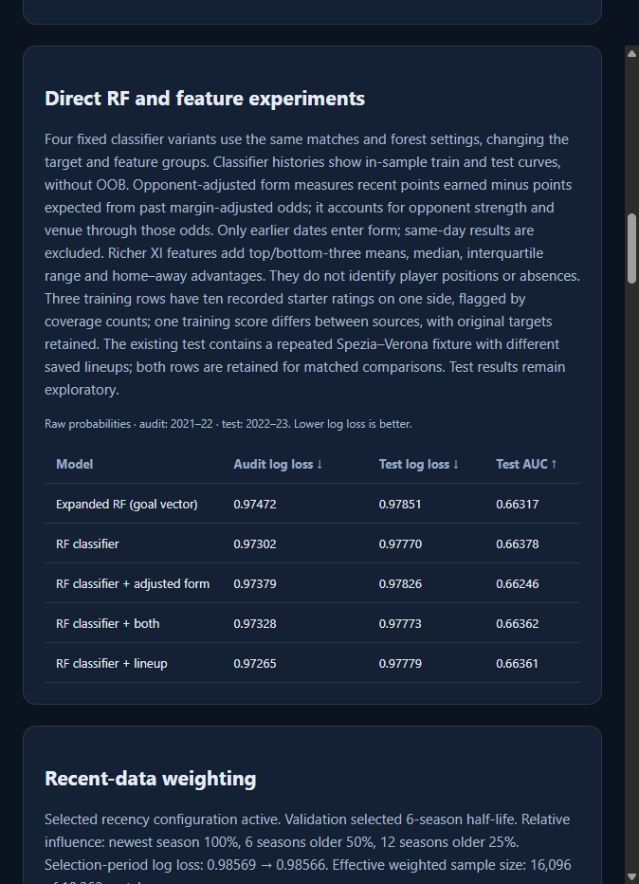 Direct RF and feature experiments
Four fixed classifier variants use the same matches and forest settings, changing the
target and feature groups. Classifier histories show in-sample train and test curves,
without OOB. Opponent-adjusted form measures recent points earned minus points
expected from past margin-adjusted odds; it accounts for opponent strength and
venue through those odds. Only earlier dates enter form; same-day results are
excluded. Richer XI features add top/bottom-three means, median, interquartile
range and home–away advantages. They do not identify player positions or absences.
Three training rows have ten recorded starter ratings on one side, flagged by
coverage counts; one training score differs between sources, with original targets
retained. The existing test contains a repeated Spezia–Verona fixture with different
saved lineups; both rows are retained for matched comparisons. Test results remain
exploratory.
Raw probabilities · audit: 2021–22 · test: 2022–23. Lower log loss is better.
Model Audit log loss ↓ Test log loss ↓ Test AUC ↑
Expanded RF (goal vector) 0.97472 0.97851 0.66317
RF classifier 0.97302 0.97770 0.66378
RF classifier + adjusted form 0.97379 0.97826 0.66246
RF classifier + both 0.97328 0.97773 0.66362
RF classifier + lineup 0.97265 0.97779 0.66361
Recent-data weighting
Selected recency configuration active. Validation selected 6-season half-life. Relative
influence: newest season 100%, 6 seasons older 50%, 12 seasons older 25%.
Selection-period log loss: 0.98569 → 0.98566. Effective weighted sample size: 16,096